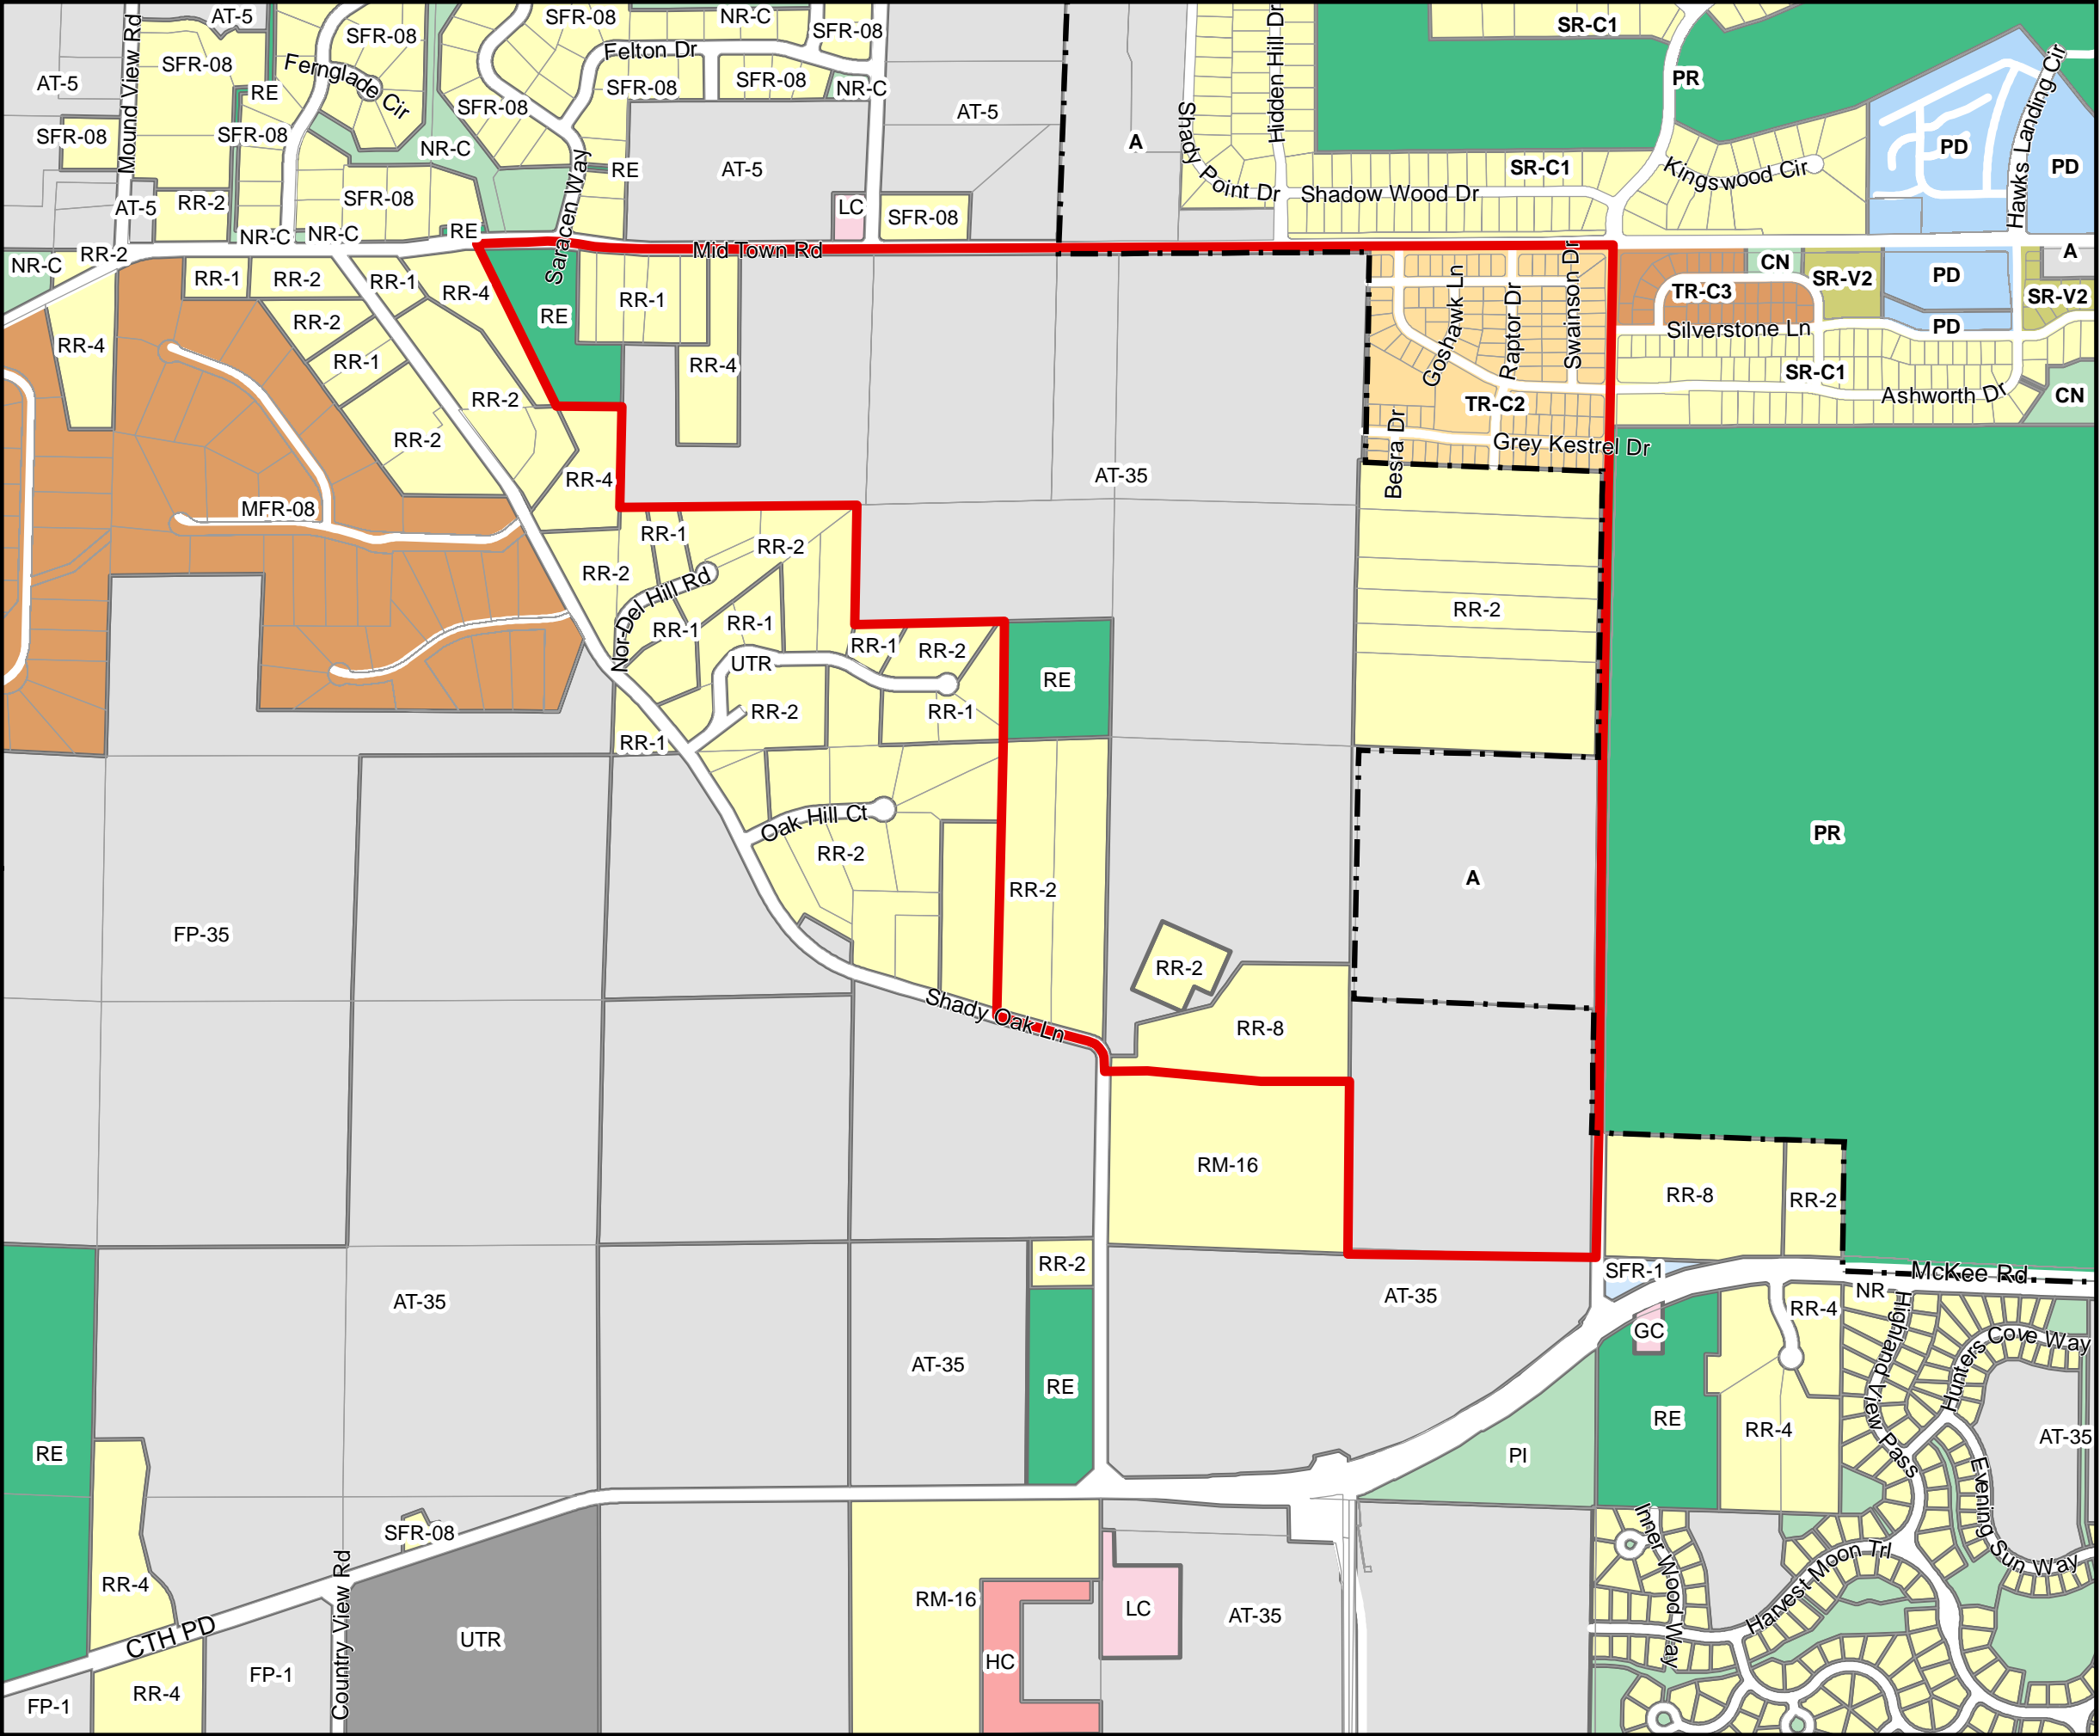 AT-5
SFR-08
NR-C
SFR-08
SR-C1
SFR-08
Felton Dr
SFR-08
Fernglade Cir
AT-5
Mound View Rd
RE
SFR-08
SFR-08
NR-C
PR
SFR-08
AT-5
A
Shady Point Dr
Hidden Hill Dr
SFR-08
SFR-08
NR-C
RE
AT-5
SR-C1
Kingswood Cir
PD
Hawks Landing Cir
PD
Saracen Way
AT-5
RR-2
SFR-08
LC
SFR-08
Shadow Wood Dr
NR-C
NR-C
RE
Mid Town Rd
A
RR-2
NR-C
RR-1
RR-2
RR-1
RR-4
RE
RR-1
Goshawk Ln
Raptor Dr
Swainson Dr
TR-C3
CN
SR-V2
PD
SR-V2
RR-2
Silverstone Ln
PD
RR-4
RR-1
RR-4
SR-C1
RR-2
TR-C2
Ashworth Dr
CN
RR-2
Besra Dr
Grey Kestrel Dr
RR-4
AT-35
MFR-08
RR-1
RR-2
RR-2
Nor-Del Hill Rd
RR-1
RR-1
RR-2
RR-1
RR-2
UTR
RE
RR-2
RR-1
RR-1
Oak Hill Ct
PR
RR-2
RR-2
A
FP-35
RR-2
Shady Oak Ln
RR-8
RM-16
RR-8
RR-2
RR-2
SFR-1
McKee Rd
AT-35
AT-35
NR
RR-4
Highland View Pass
Hunters Cove Way
GC
AT-35
RE
RE
RR-4
AT-35
RE
PI
Evening Sun Way
SFR-08
Inner Wood Way
Harvest Moon Trl
RR-4
Country View Rd
RM-16
LC
AT-35
CTH PD
UTR
HC
FP-1
RR-4
FP-1